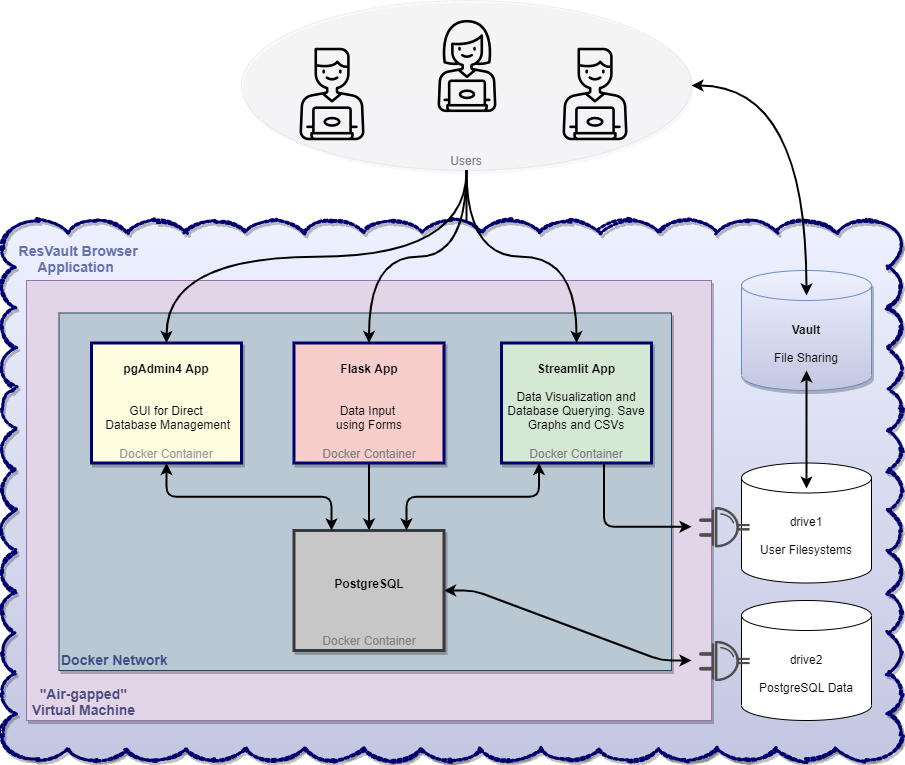 Users
ResVault Browser
Application
pgAdmin4 App
GUI for Direct
Database Management
Docker Container
Flask App
Data Input
using Forms
Docker Container
Streamlit App
Data Visualization and
Database Querying. Save
Graphs and CSVs
Docker Container
Vault
File Sharing
drive1
User Filesystems
PostgreSQL
Docker Container
drive2
PostgreSQL Data
Docker Network
"Air-gapped"
Virtual Machine